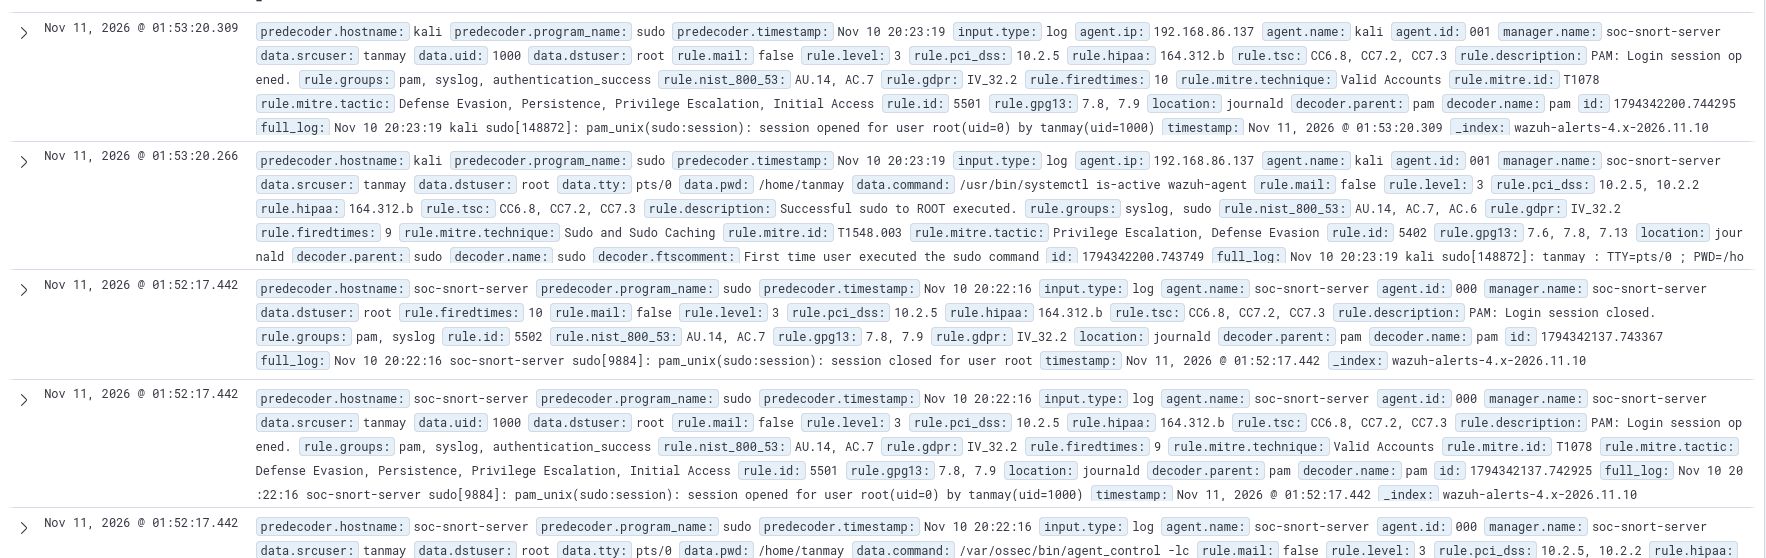 Nov 11, 2026 @ 01:53:20.309 predecoder.hostname: kali predecoder.program_name: sudo predecoder.timestamp: Nov 10 20:23:19 input.type: log agent.ip: 192.168.86.137 agent.name: kali agent.id: 001 manager.name: soc-snort-server
data.srcuser: tanmay data.uid: 1000 data.dstuser: root rule.mail: false rule.level: 3 rule.pci_dss: 10.2.5 rule.hipaa: 164.312.b rule.tsc: CC6.8, CC7.2, CC7.3 rule.description: PAM: Login session op
ened. rule.groups: pam, syslog, authentication_success rule.nist_800_53: AU.14, AC.7 rule.gdpr: IV_32.2 rule.firedtimes: 10 rule.mitre.technique: Valid Accounts rule.mitre.id: T1078
rule.mitre.tactic: Defense Evasion, Persistence, Privilege Escalation, Initial Access rule.id: 5501 rule.gpg13: 7.8, 7.9 location: journald decoder.parent: pam decoder.name: pam id: 1794342200.744295
full_log: Nov 10 20:23:19 kali sudo[148872]: pam_unix(sudo:session): session opened for user root(uid=0) by tanmay(uid=1000) timestamp: Nov 11, 2026 @ 01:53:20.309 _index: wazuh-alerts-4.x-2026.11.10
Nov 11, 2026 @ 01:53:20.266 predecoder.hostname: kali predecoder.program_name: sudo predecoder.timestamp: Nov 10 20:23:19 input.type: log agent.ip: 192.168.86.137 agent.name: kali agent.id: 001 manager.name: soc-snort-server
data.srcuser: tanmay data.dstuser: root data.tty: pts/0 data.pwd: /home/tanmay data.command: /usr/bin/systemctl is-active wazuh-agent rule.mail: false rule.level: 3 rule.pci_dss: 10.2.5, 10.2.2
rule.hipaa: 164.312.b rule.tsc: CC6.8, CC7.2, CC7.3 rule.description: Successful sudo to ROOT executed. rule.groups: syslog, sudo rule.nist_800_53: AU.14, AC.7, AC.6 rule.gdpr: IV_32.2
rule.firedtimes: 9 rule.mitre.technique: Sudo and Sudo Caching rule.mitre.id: T1548.003 rule.mitre.tactic: Privilege Escalation, Defense Evasion rule.id: 5402 rule.gpg13: 7.6, 7.8, 7.13 location: jour
nald decoder.parent: sudo decoder.name: sudo decoder.ftscomment: First time user executed the sudo command id: 1794342200.743749 full_log: Nov 10 20:23:19 kali sudo[148872]: tanmay : TTY=pts/0 ; PWD=/ho
Nov 11, 2026 @ 01:52:17.442 predecoder.hostname: soc-snort-server predecoder.program_name: sudo predecoder.timestamp: Nov 10 20:22:16 input.type: log agent.name: soc-snort-server agent.id: 000 manager.name: soc-snort-server
data.dstuser: root rule.firedtimes: 10 rule.mail: false rule.level: 3 rule.pci_dss: 10.2.5 rule.hipaa: 164.312.b rule.tsc: CC6.8, CC7.2, CC7.3 rule.description: PAM: Login session closed.
rule.groups: pam, syslog rule.id: 5502 rule.nist_800_53: AU.14, AC.7 rule.gpg13: 7.8, 7.9 rule.gdpr: IV_32.2 location: journald decoder.parent: pam decoder.name: pam id: 1794342137.743367
full_log: Nov 10 20:22:16 soc-snort-server sudo[9884]: pam_unix(sudo:session): session closed for user root timestamp: Nov 11, 2026 @ 01:52:17.442 _index: wazuh-alerts-4.x-2026.11.10
Nov 11, 2026 @ 01:52:17.442 predecoder.hostname: soc-snort-server predecoder.program_name: sudo predecoder.timestamp: Nov 10 20:22:16 input.type: log agent.name: soc-snort-server agent.id: 000 manager.name: soc-snort-server
data.srcuser: tanmay data.uid: 1000 data.dstuser: root rule.mail: false rule.level: 3 rule.pci_dss: 10.2.5 rule.hipaa: 164.312.b rule.tsc: CC6.8, CC7.2, CC7.3 rule.description: PAM: Login session op
ened. rule.groups: pam, syslog, authentication_success rule.nist_800_53: AU.14, AC.7 rule.gdpr: IV_32.2 rule.firedtimes: 9 rule.mitre.technique: Valid Accounts rule.mitre.id: T1078 rule.mitre.tactic:
Defense Evasion, Persistence, Privilege Escalation, Initial Access rule.id: 5501 rule.gpg13: 7.8, 7.9 location: journald decoder.parent: pam decoder.name: pam id: 1794342137.742925 full_log: Nov 10 20
:22:16 soc-snort-server sudo[9884]: pam_unix(sudo:session): session opened for user root(uid=0) by tanmay(uid=1000) timestamp: Nov 11, 2026 @ 01:52:17.442 _index: wazuh-alerts-4.x-2026.11.10
Nov 11, 2026 @ 01:52:17.442 predecoder.hostname: soc-snort-server predecoder.program_name: sudo predecoder.timestamp: Nov 10 20:22:16 input.type: log agent.name: soc-snort-server agent.id: 000 manager.name: soc-snort-server
data.srcuser: tanmay data.dstuser: root data.tty: pts/0 data.pwd: /home/tanmay data.command: /var/ossec/bin/agent_control -lc rule.mail: false rule.level: 3 rule.pci_dss: 10.2.5, 10.2.2 rule.hipaa: